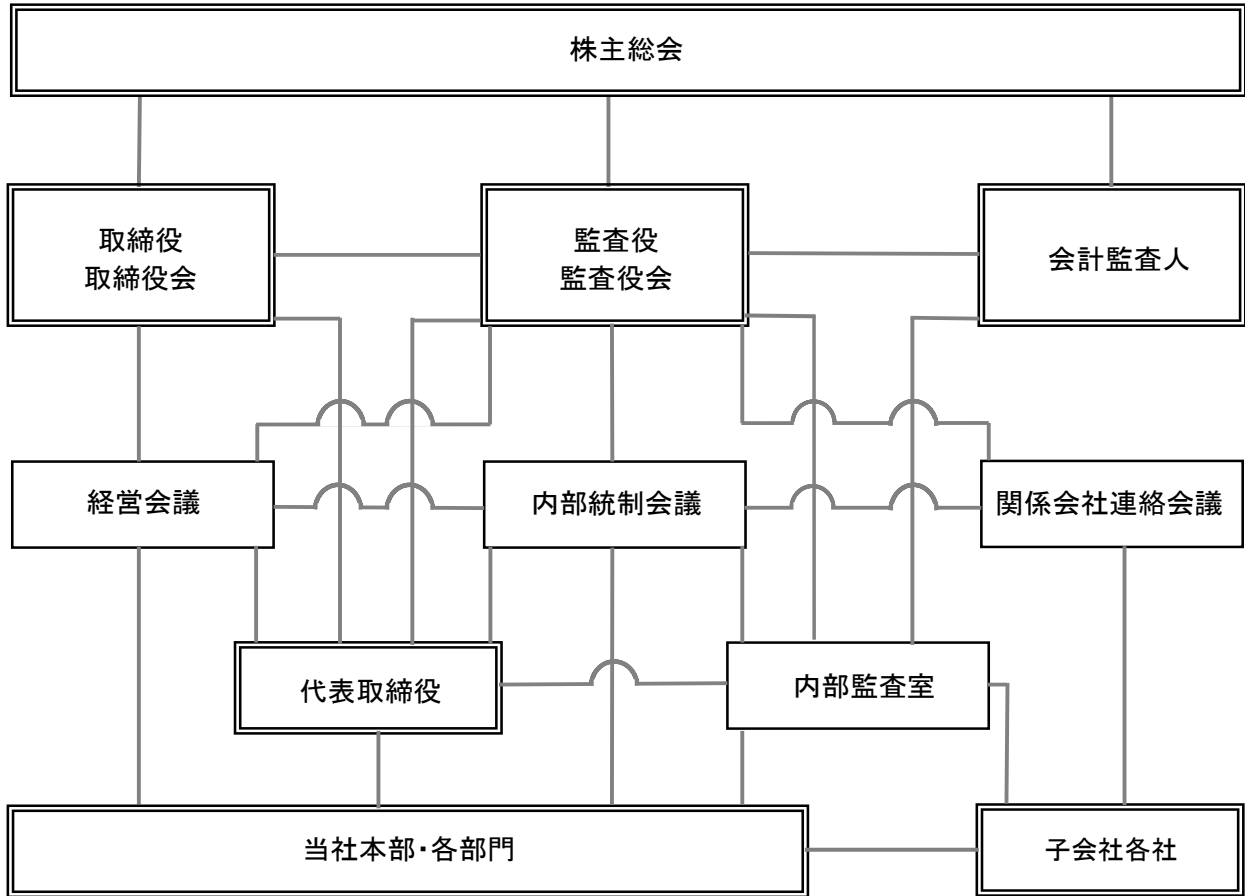 株主総会
取締役
取締役会
監査役
監査役会
会計監査人
経営会議
内部統制会議
関係会社連絡会議
代表取締役
内部監査室
当社本部・各部門
子会社各社